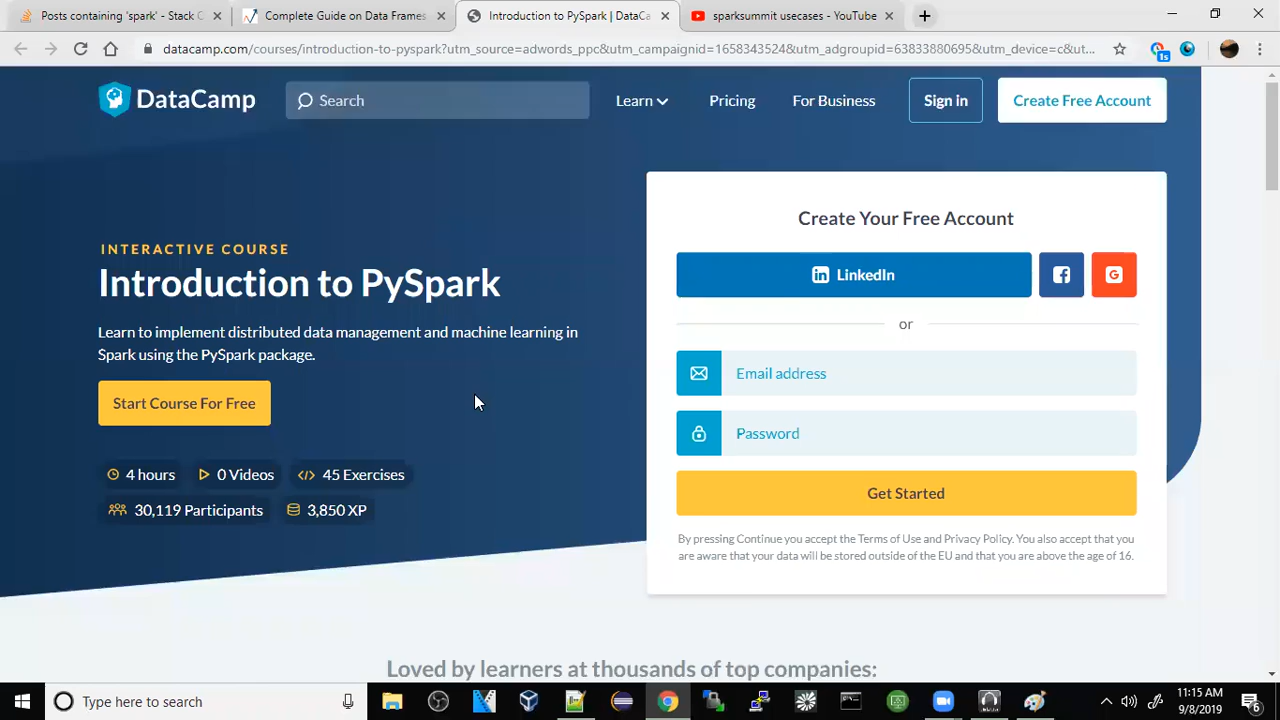 Posts containing 'spark' - Stack O
Complete Guide on Data Frames
Introduction to PySpark | DataCa
sparksummit usecases - YouTube
datacamp.com/courses/introduction-to-pyspark?utm_source=adwords_ppc&utm_campaignid=1658343524&utm_adgroupid=63833880695&utm_device=c&ut...
1s
DataCamp
Search
Learn
Pricing
For Business
Sign in
Create Free Account
INTERACTIVE COURSE
Introduction to PySpark
Learn to implement distributed data management and machine learning in
Spark using the PySpark package.
Start Course For Free
4 hours
0 Videos
45 Exercises
30,119 Participants
3,850 XP
Create Your Free Account
LinkedIn
or
Email address
Password
Get Started
By pressing Continue you accept the Terms of Use and Privacy Policy. You also accept that you
are aware that your data will be stored outside of the EU and that you are above the age of 16.
Loved by learners at thousands of top companies:
Type here to search
11:15 AM
9/8/2019
6